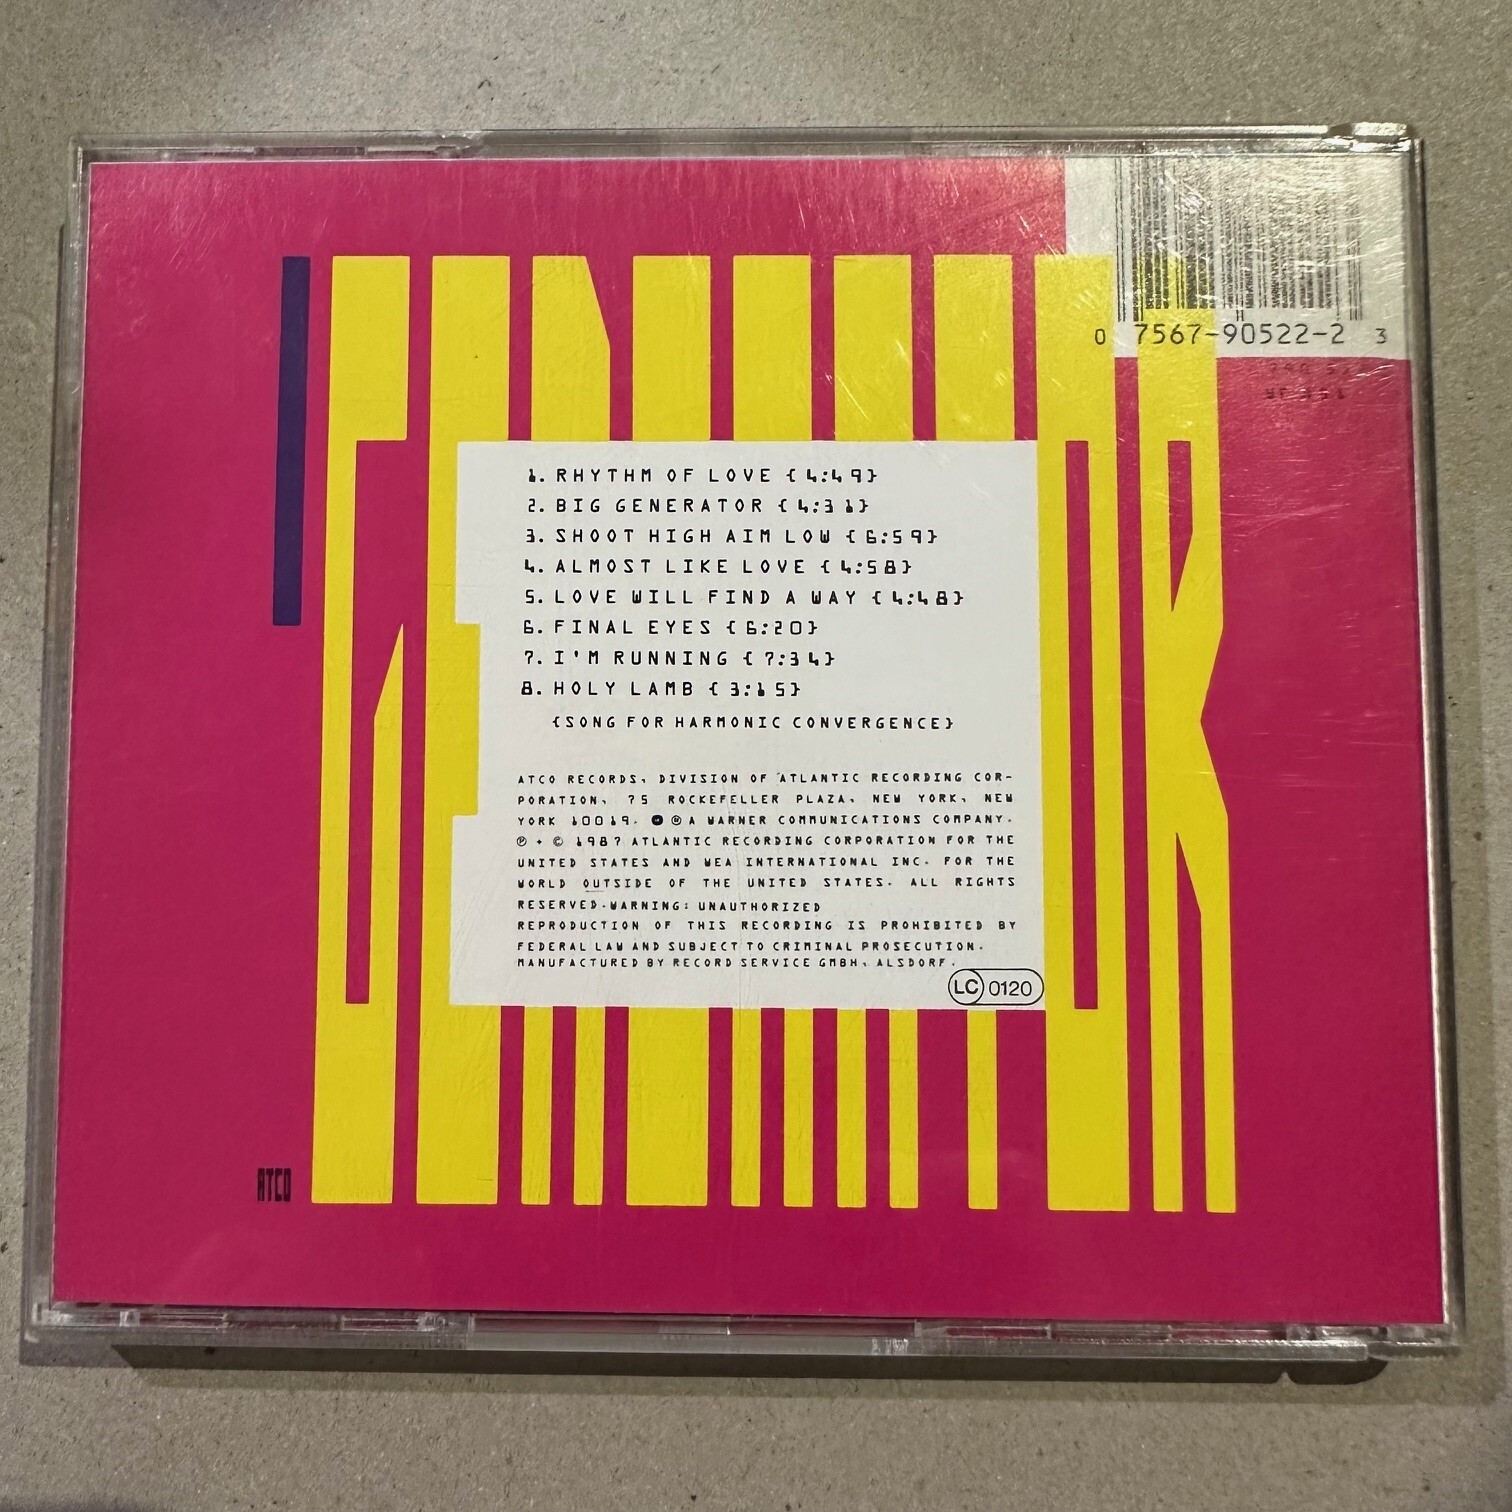 0 7567-90522-2 3
1. RHYTHM OF LOVE {4:49}
2. BIG GENERATOR {4:31}
3. SHOOT HIGH AIM LOW {6:59}
4. ALMOST LIKE LOVE {4:58}
5. LOVE WILL FIND A WAY {4:48}
6. FINAL EYES {6:20}
7. I'M RUNNING {7:34}
8. HOLY LAMB {3:15}
{SONG FOR HARMONIC CONVERGENCE}
ATCO RECORDS, DIVISION OF ATLANTIC RECORDING COR-
PORATION, 75 ROCKEFELLER PLAZA, NEW YORK, NEW
YORK 10019. ® A WARNER COMMUNICATIONS COMPANY.
℗ + © 1987 ATLANTIC RECORDING CORPORATION FOR THE
UNITED STATES AND WEA INTERNATIONAL INC. FOR THE
WORLD OUTSIDE OF THE UNITED STATES. ALL RIGHTS
RESERVED.WARNING: UNAUTHORIZED
REPRODUCTION OF THIS RECORDING IS PROHIBITED BY
FEDERAL LAW AND SUBJECT TO CRIMINAL PROSECUTION.
MANUFACTURED BY RECORD SERVICE GMBH, ALSDORF.
LC 0120
ATCO